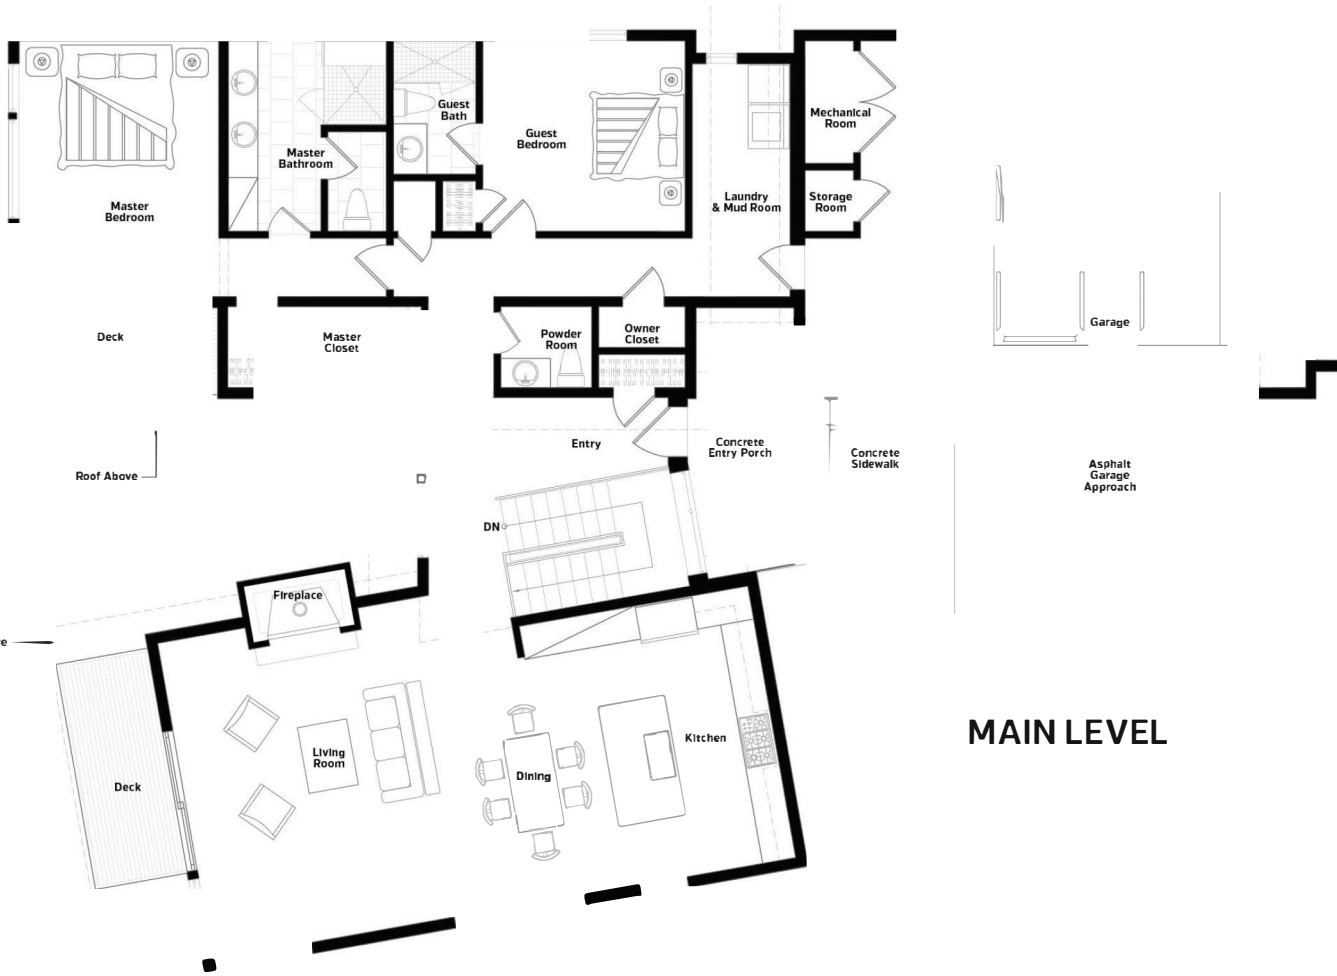 Guest
Bath
Mechanical
Room
Guest
Bedroom
Master
Bathroom
Master
Bedroom
Laundry
& Mud Room
Storage
Room
Deck
Master
Closet
Powder
Room
Owner
Closet
Garage
Entry
Concrete
Entry Porch
Concrete
Sidewalk
Asphalt
Garage
Approach
Roof Above
DN
Fireplace
e
MAIN LEVEL
Kitchen
Living
Room
Dining
Deck